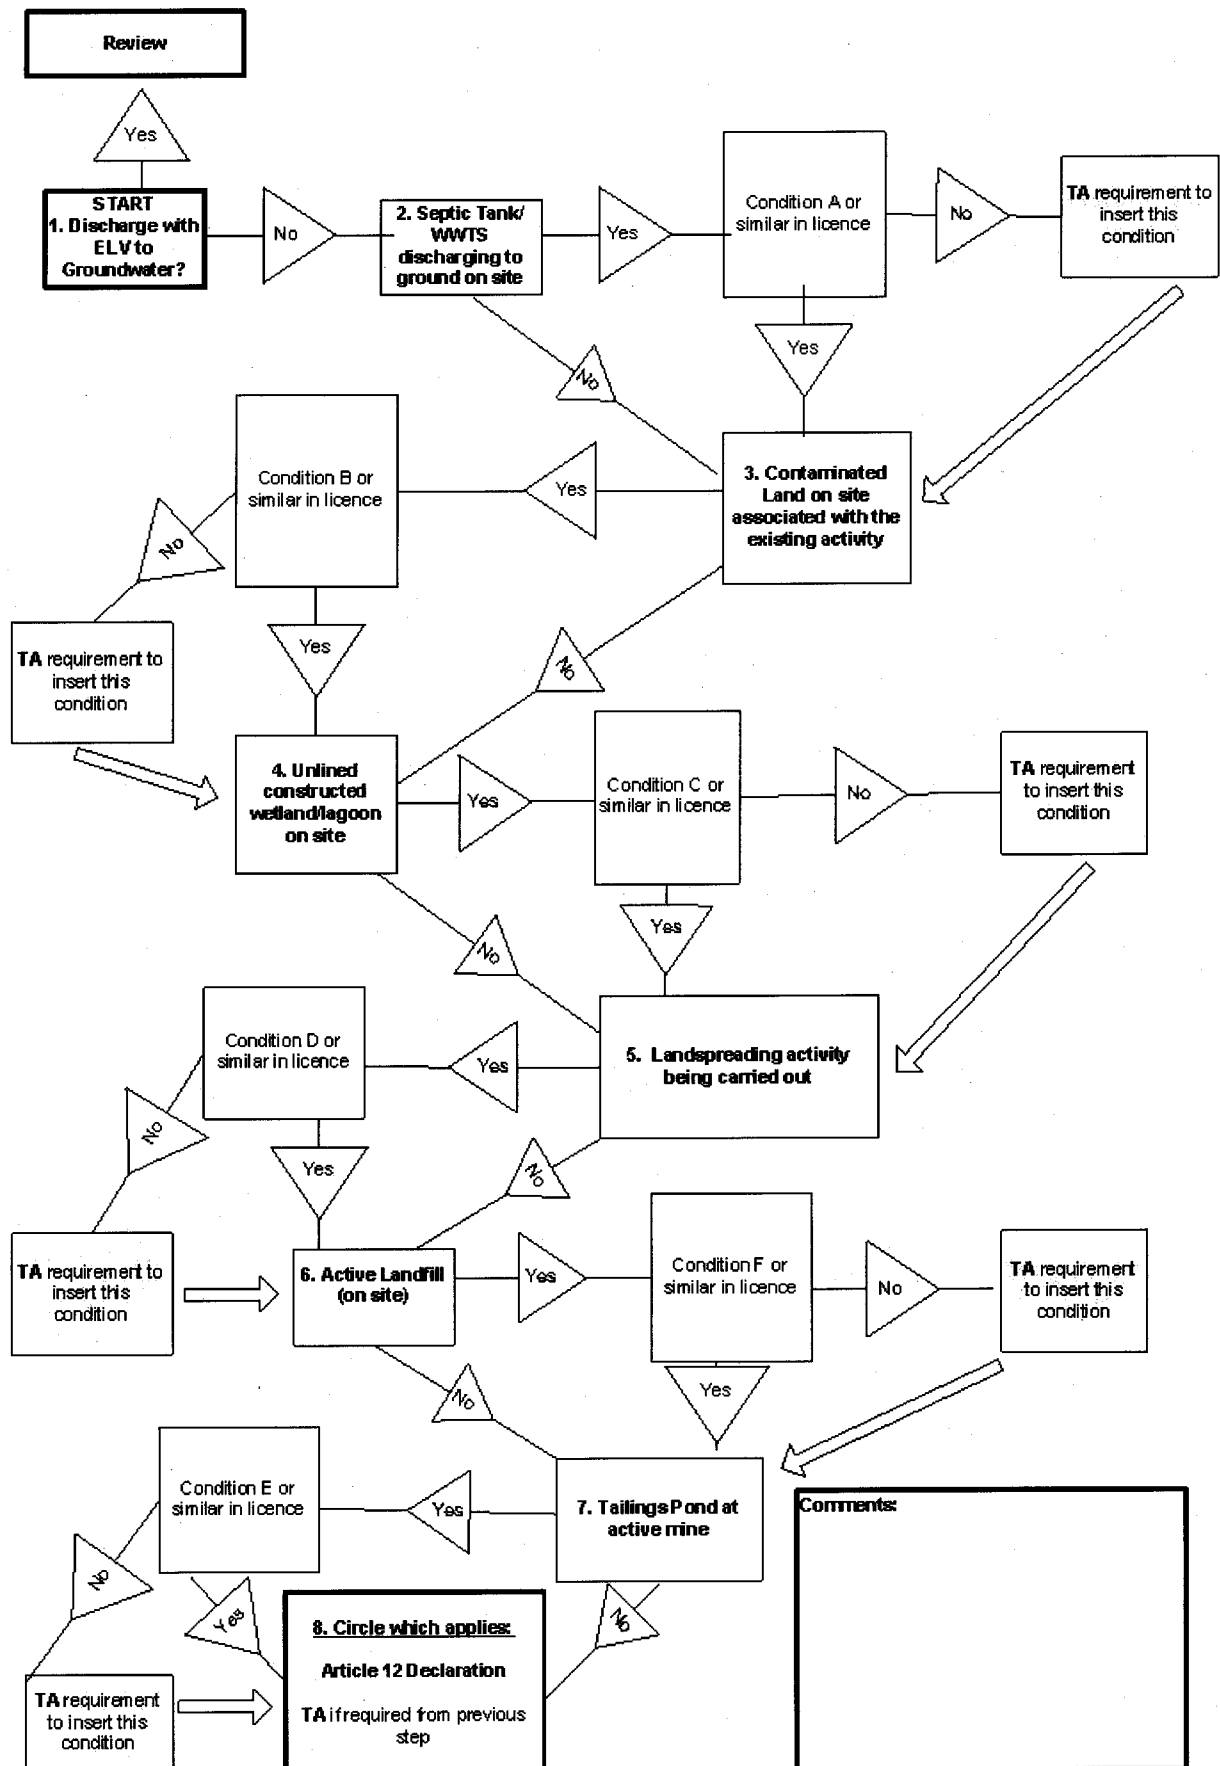 Review
Yes
START
1. Discharge with
ELV to
Groundwater?
No
2. Septic Tank/
WWTS
discharging to
ground on site
Yes
Condition A or
similar in licence
No
TA requirement to
insert this
condition
Yes
No
3. Contaminated
Land on site
associated with the
existing activity
Yes
Condition B or
similar in licence
No
TA requirement to
insert this
condition
Yes
No
4. Unlined
constructed
wetland/lagoon
on site
Yes
Condition C or
similar in licence
No
TA requirement
to insert this
condition
Yes
No
5. Landspreading activity
being carried out
Yes
Condition D or
similar in licence
No
TA requirement to
insert this
condition
Yes
No
6. Active Landfill
(on site)
Yes
Condition F or
similar in licence
No
TA requirement
to insert this
condition
Yes
No
7. Tailings Pond at
active mine
Yes
Condition E or
similar in licence
No
TA requirement
to insert this
condition
Yes
No
8. Circle which applies:
Article 12 Declaration
TA if required from previous
step
Comments: